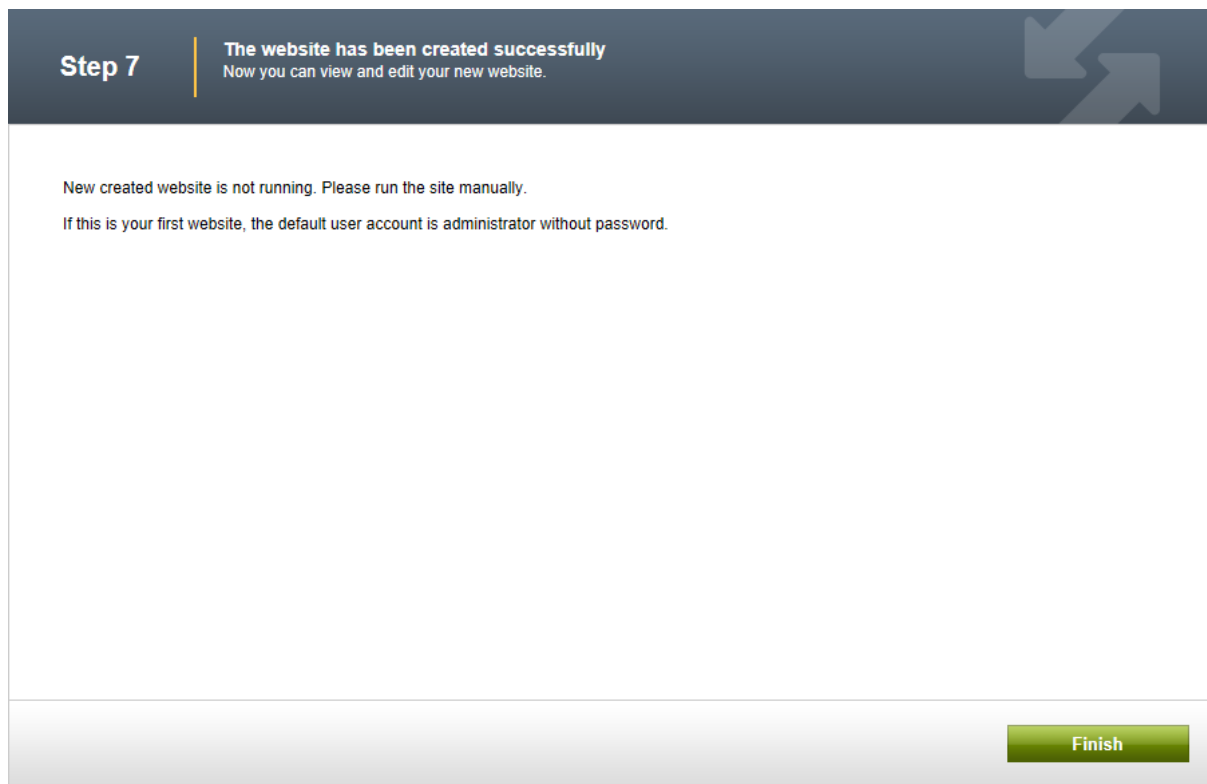 Step 7
The website has been created successfully
Now you can view and edit your new website.
New created website is not running. Please run the site manually.
If this is your first website, the default user account is administrator without password.
Finish